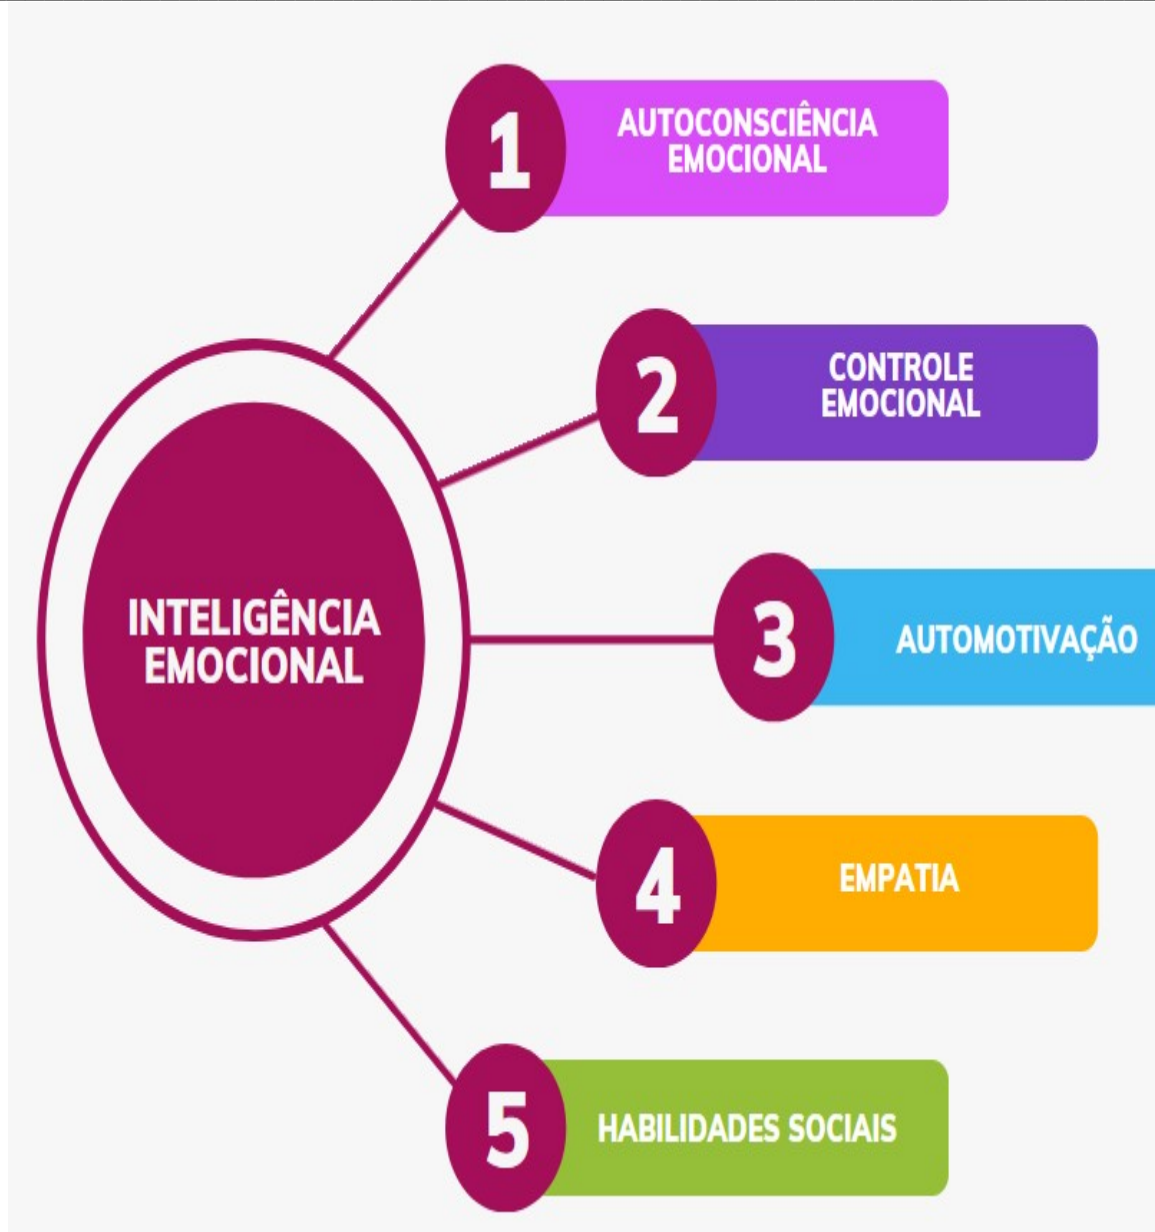 1
AUTOCONSCIÊNCIA
EMOCIONAL
2
CONTROLE
EMOCIONAL
INTELIGÊNCIA
EMOCIONAL
3
AUTOMOTIVAÇÃO
4
EMPATIA
5
HABILIDADES SOCIAIS